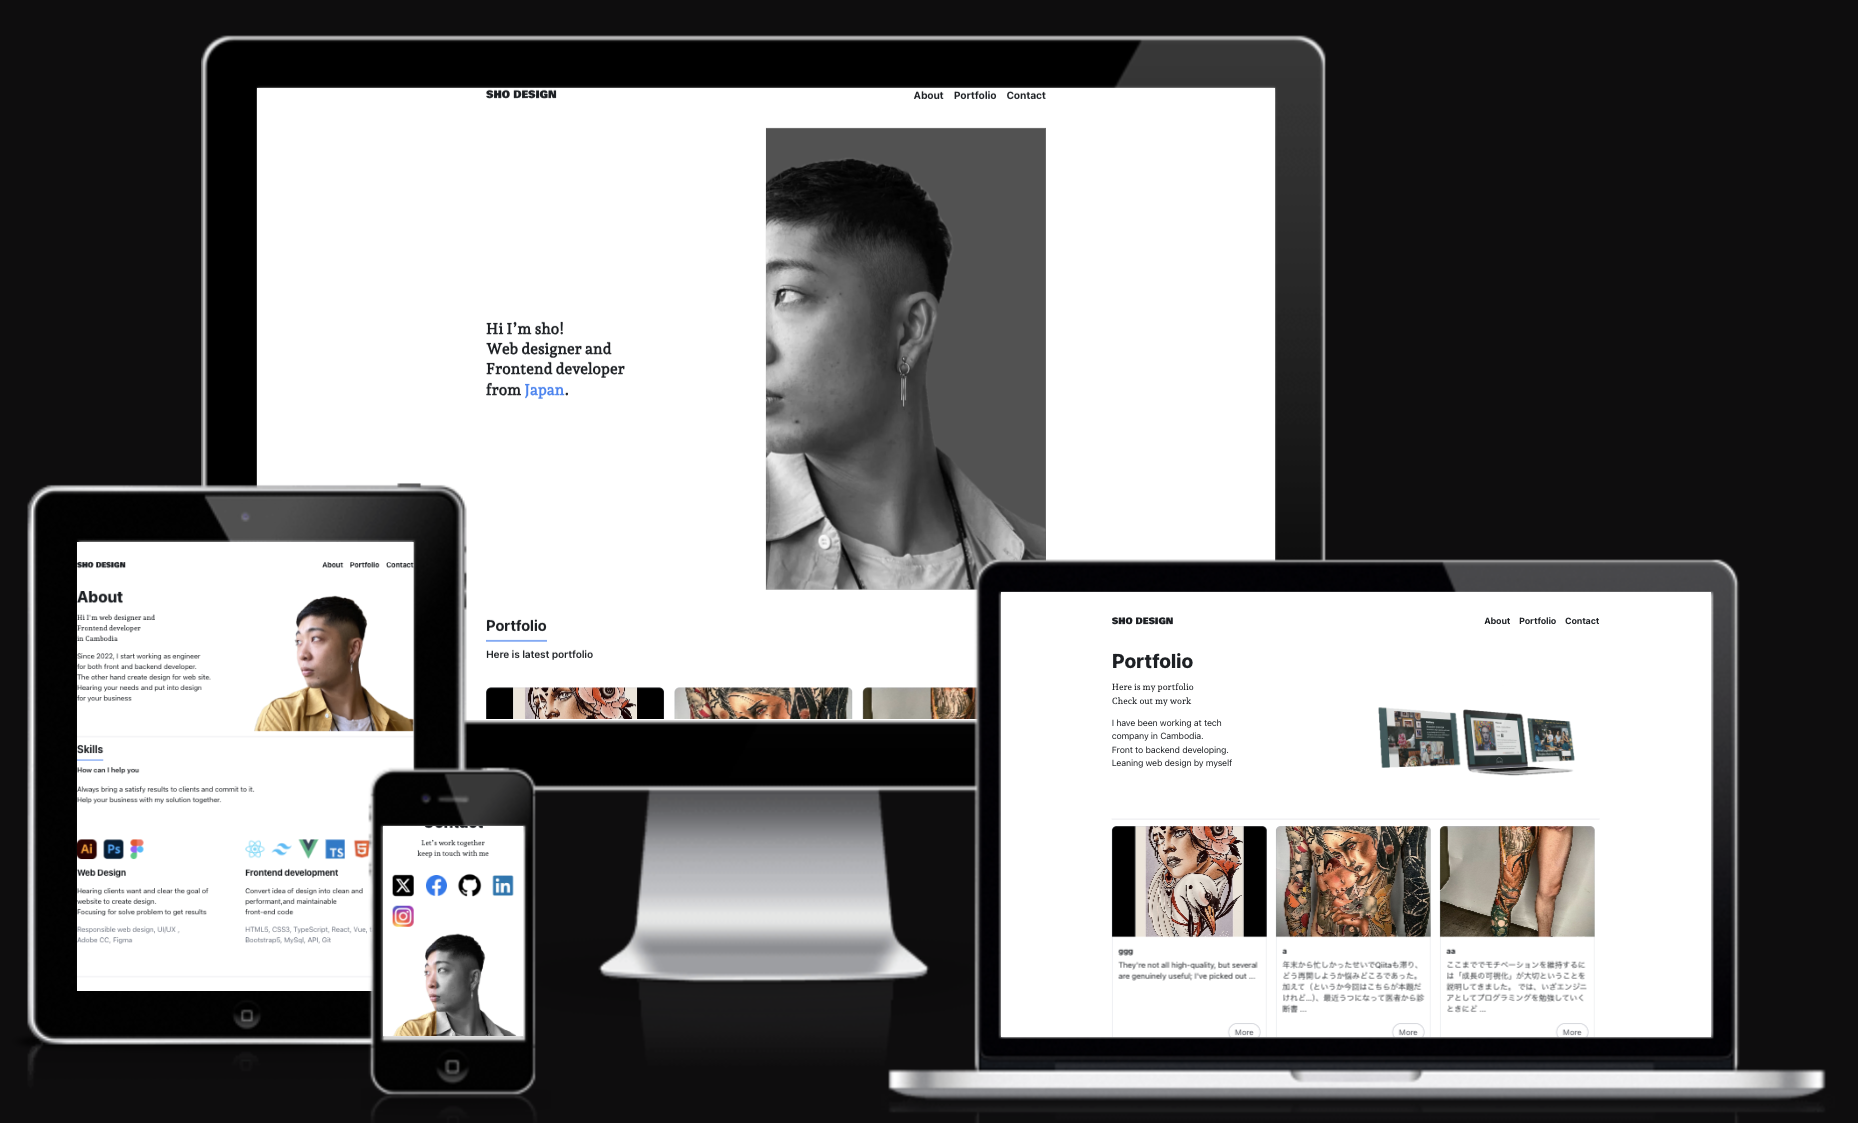 SHO DESIGN
About Portfolio Contact
Hi I'm sho!
Web designer and
Frontend developer
from Japan.
Portfolio
Here is latest portfolio
SHO DESIGN
About Portfolio Contact
About
Hi I'm web designer and
Frontend developer
in Cambodia
Since 2022, I start working as engineer
for both front and backend developer.
The other hand create design for web site.
Hearing your needs and put into design
for your business
Skills
How can I help you
Always bring a satisfy results to clients and commit to it.
Help your business with my solution together.
Ai Ps
TS 5
Web Design
Hearing clients want and clear the goal of
website to create design.
Focusing for solve problem to get results
Responsible web design, UI/UX ,
Adobe CC, Figma
Frontend development
Convert idea of design into clean and
performant,and maintainable
front-end code
HTML5, CSS3, TypeScript, React, Vue,
Bootstrap5, MySql, API, Git
Contact
Let's work together
keep in touch with me
X f in
SHO DESIGN
About Portfolio Contact
Portfolio
Here is my portfolio
Check out my work
I have been working at tech
company in Cambodia.
Front to backend developing.
Leaning web design by myself
ggg
They're not all high-quality, but several
are genuinely useful; I've picked out ...
More
a
年末から忙しかったせいでQiitaも滞り、
どう再開しようか悩みどころであった。
加えて（というか今回はこちらが本題だ
けれど...）、最近うつになって医者から診
断書 ...
More
aa
ここまででモチベーションを維持するに
は「成長の可視化」が大切ということを
説明してきました。 では、いざエンジニ
アとしてプログラミングを勉強していく
ときにど ...
More